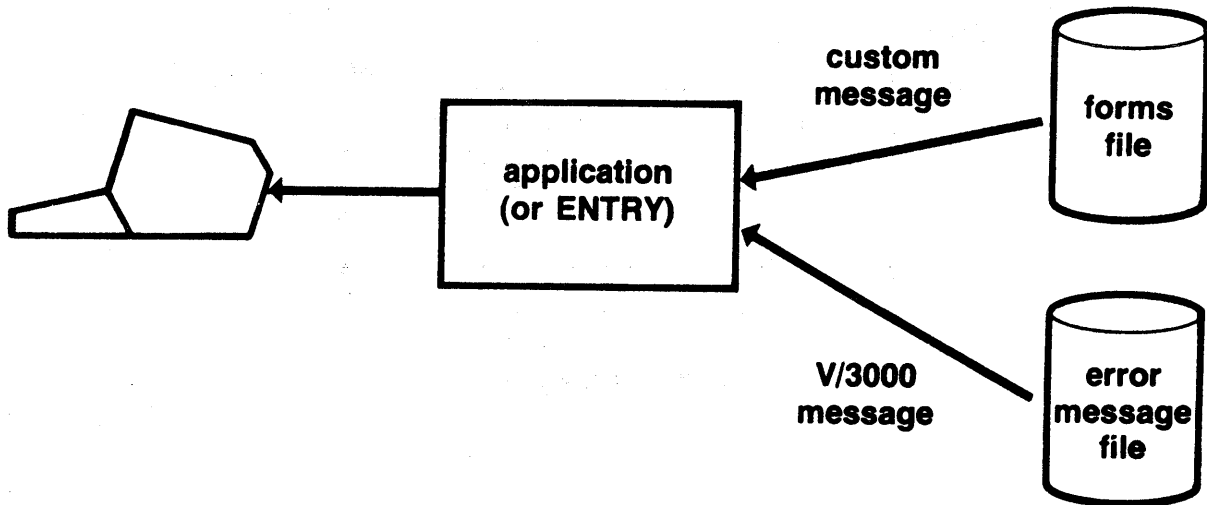 custom
message
forms
file
application
(or ENTRY)
V/3000
message
error
message
file